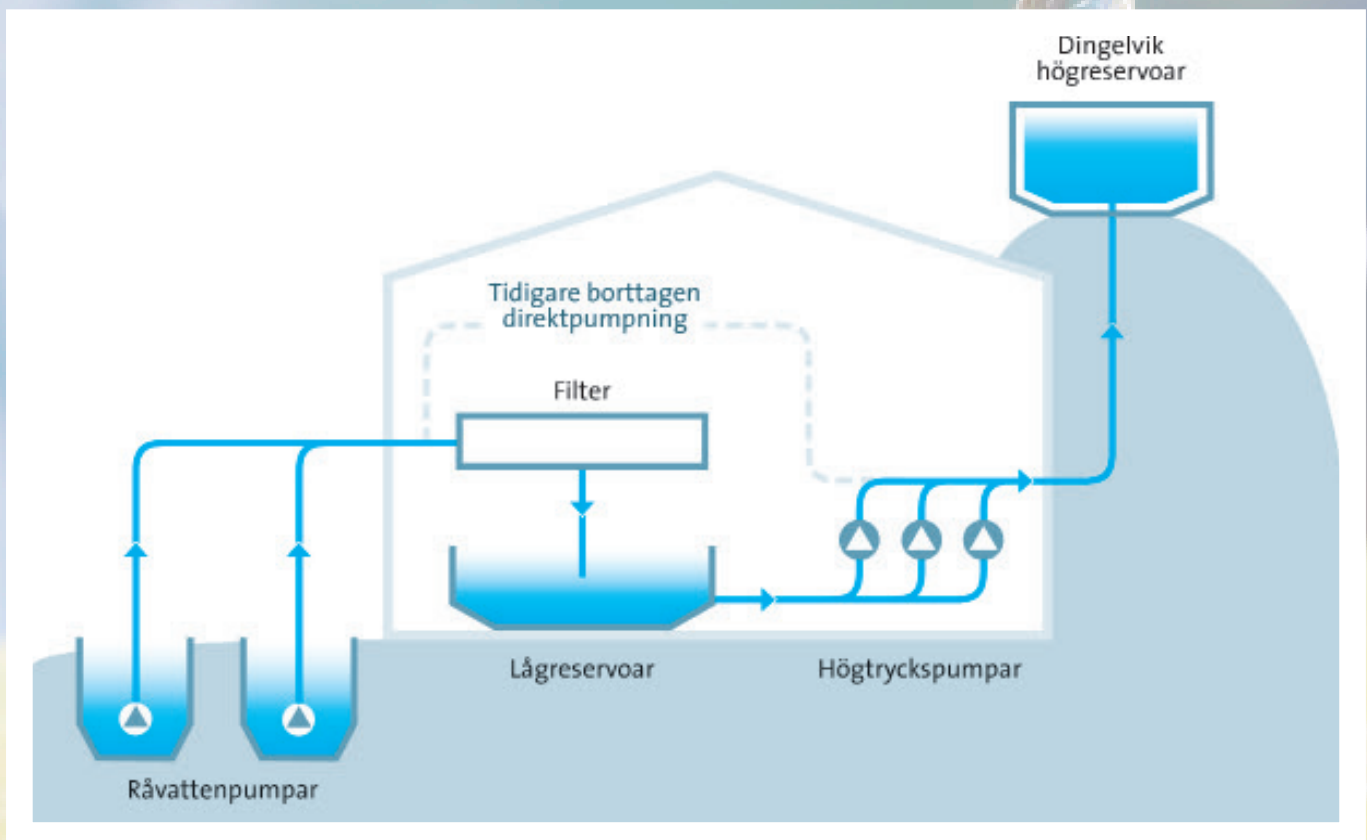 Dingelvik
högreservoar
Tidigare borttagen
direktpumpning
Filter
Lågreservoar
Högtryckspumpar
Råvattenpumpar